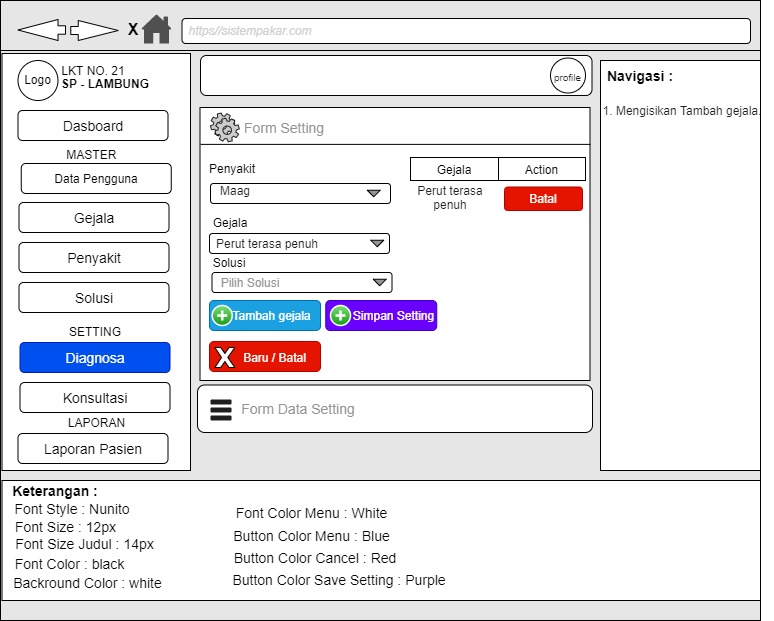 X
https//sistempakar.com
Logo
LKT NO. 21
SP - LAMBUNG
Dasboard
MASTER
Data Pengguna
Gejala
Penyakit
Solusi
SETTING
Diagnosa
Konsultasi
LAPORAN
Laporan Pasien
profile
Form Setting
Penyakit
Maag
Gejala
Perut terasa penuh
Solusi
Pilih Solusi
Tambah gejala
Simpan Setting
X Baru / Batal
Gejala Action
Perut terasa
penuh
Batal
Form Data Setting
Navigasi :
1. Mengisikan Tambah gejala.
Keterangan :
Font Style : Nunito
Font Size : 12px
Font Size Judul : 14px
Font Color : black
Backround Color : white
Font Color Menu : White
Button Color Menu : Blue
Button Color Cancel : Red
Button Color Save Setting : Purple